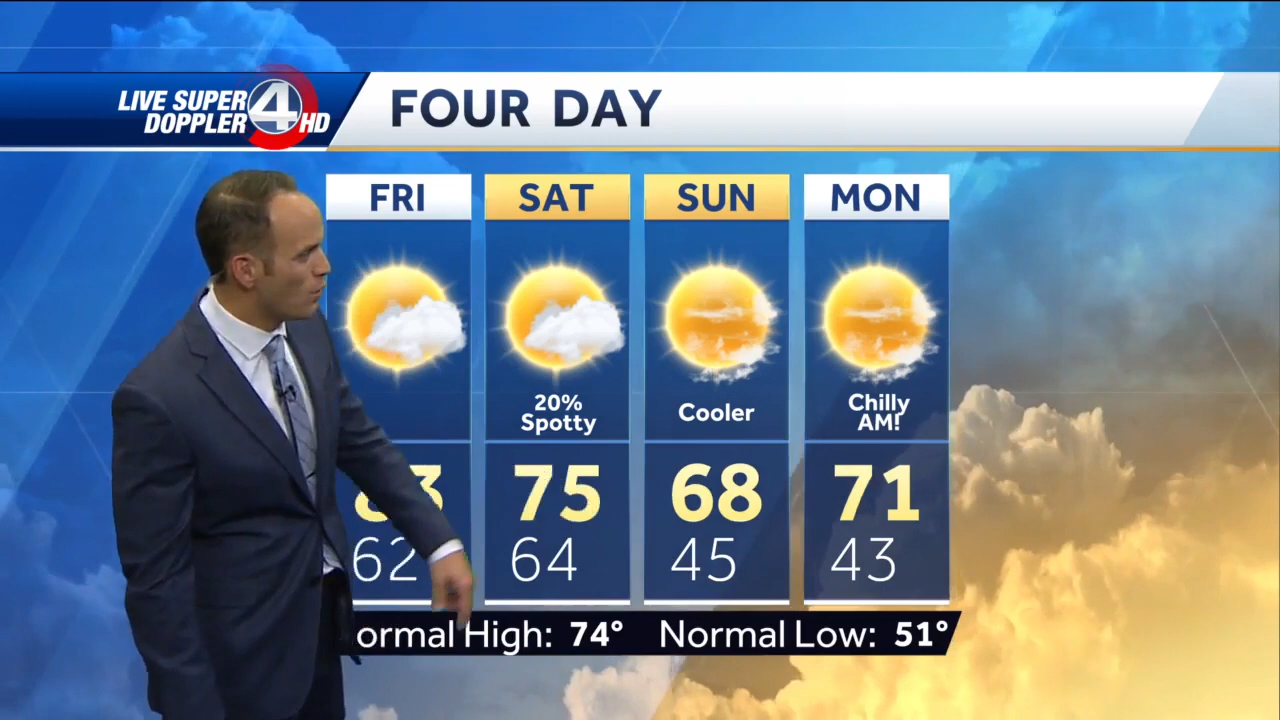 LIVE SUPER
DOPPLER 4 HD
FOUR DAY
FRI
SAT
SUN
MON
20%
Spotty
Cooler
Chilly
AM!
83
75
68
71
62
64
45
43
ormal High: 74° Normal Low: 51°